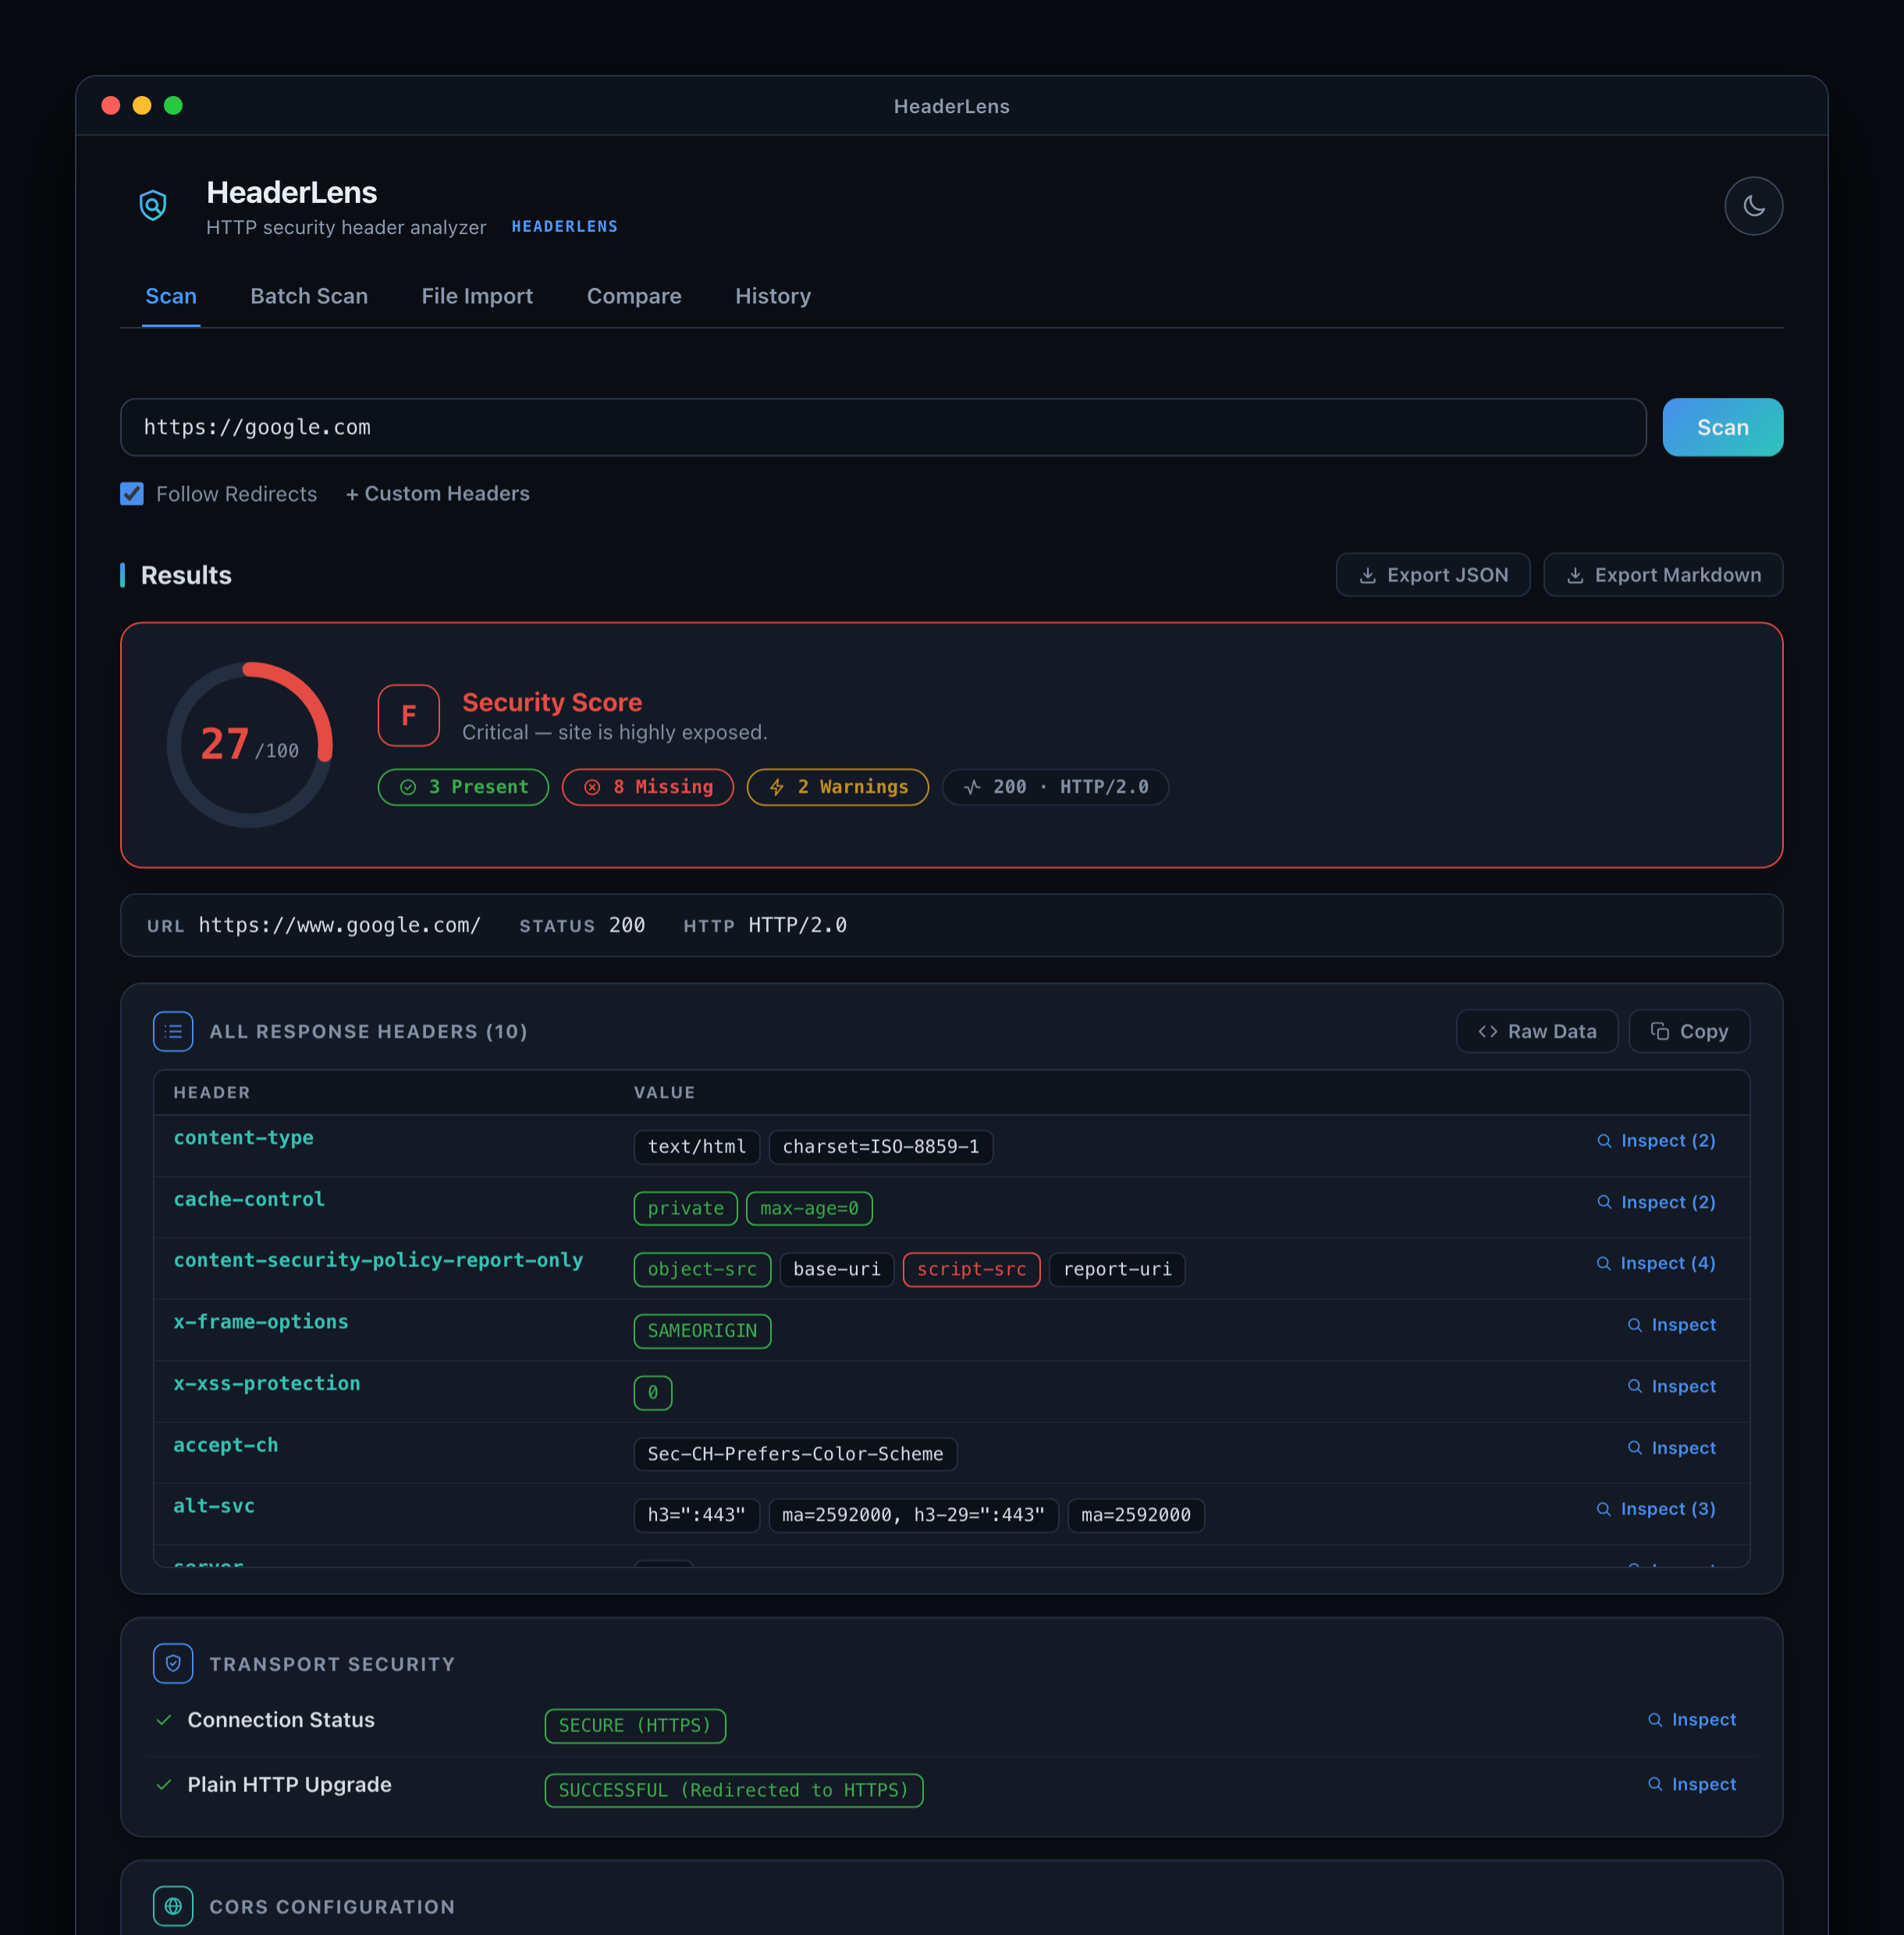 HeaderLens
HeaderLens
HTTP security header analyzer HEADERLENS
Scan Batch Scan File Import Compare History
https://google.com Scan
Follow Redirects + Custom Headers
Results Export JSON Export Markdown
27 /100
F
Security Score
Critical — site is highly exposed.
3 Present 8 Missing 2 Warnings 200 · HTTP/2.0
URL https://www.google.com/ STATUS 200 HTTP HTTP/2.0
ALL RESPONSE HEADERS (10) Raw Data Copy
HEADER VALUE
content-type text/html charset=ISO-8859-1 Inspect (2)
cache-control private max-age=0 Inspect (2)
content-security-policy-report-only object-src base-uri script-src report-uri Inspect (4)
x-frame-options SAMEORIGIN Inspect
x-xss-protection 0 Inspect
accept-ch Sec-CH-Prefers-Color-Scheme Inspect
alt-svc h3=":443" ma=2592000, h3-29=":443" ma=2592000 Inspect (3)
server
TRANSPORT SECURITY
Connection Status SECURE (HTTPS) Inspect
Plain HTTP Upgrade SUCCESSFUL (Redirected to HTTPS) Inspect
CORS CONFIGURATION